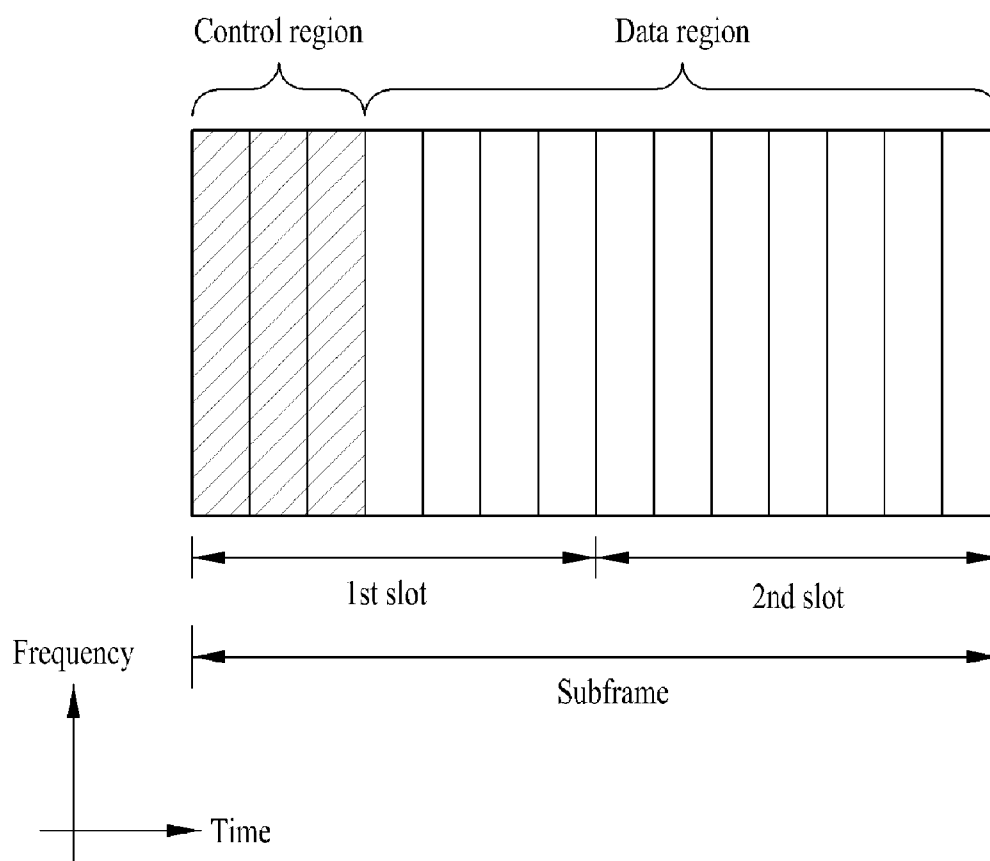 Control region
Data region
1st slot
2nd slot
Subframe
Frequency
Time